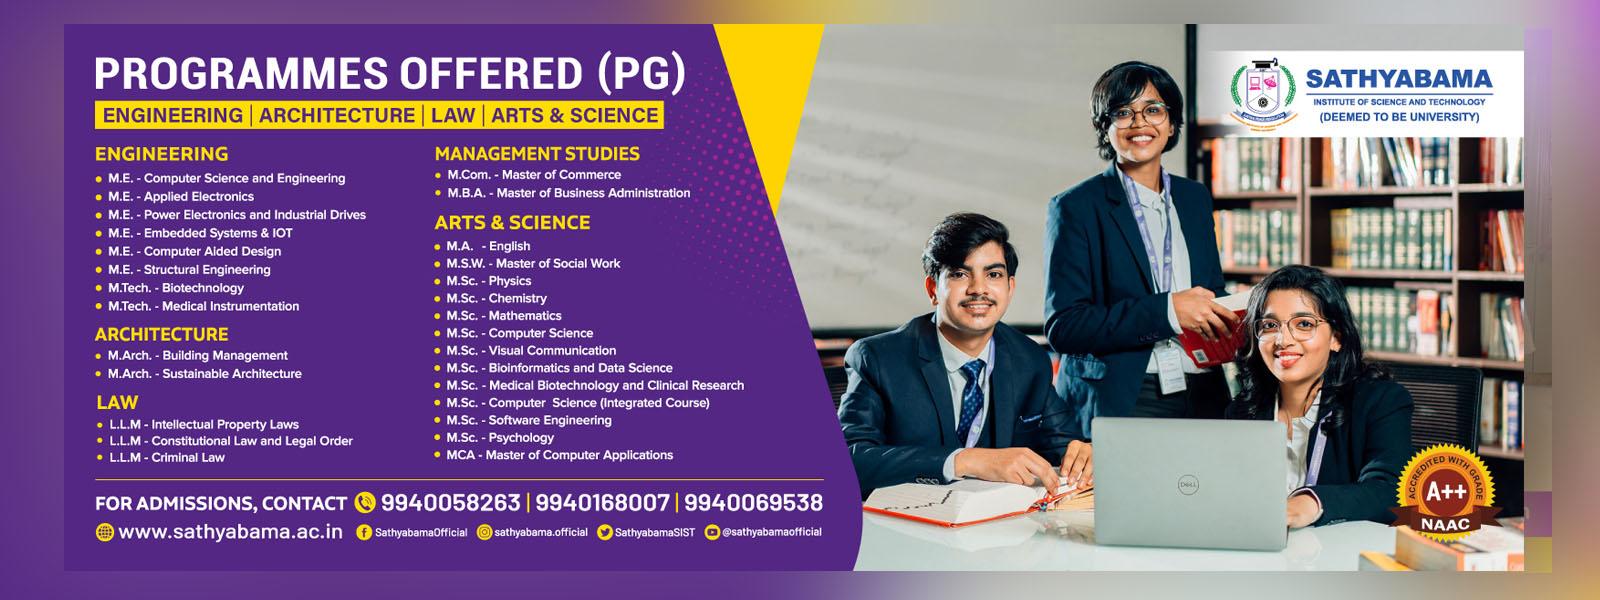 PROGRAMMES OFFERED (PG)
ENGINEERING | ARCHITECTURE | LAW | ARTS & SCIENCE
ENGINEERING
• M.E. - Computer Science and Engineering
• M.E. - Applied Electronics
• M.E. - Power Electronics and Industrial Drives
• M.E. - Embedded Systems & IOT
• M.E. - Computer Aided Design
• M.E. - Structural Engineering
• M.Tech. - Biotechnology
• M.Tech. - Medical Instrumentation
ARCHITECTURE
• M.Arch. - Building Management
• M.Arch. - Sustainable Architecture
LAW
• L.L.M - Intellectual Property Laws
• L.L.M - Constitutional Law and Legal Order
• L.L.M - Criminal Law
MANAGEMENT STUDIES
• M.Com. - Master of Commerce
• M.B.A. - Master of Business Administration
ARTS & SCIENCE
• M.A. - English
• M.S.W. - Master of Social Work
• M.Sc. - Physics
• M.Sc. - Chemistry
• M.Sc. - Mathematics
• M.Sc. - Computer Science
• M.Sc. - Visual Communication
• M.Sc. - Bioinformatics and Data Science
• M.Sc. - Medical Biotechnology and Clinical Research
• M.Sc. - Computer Science (Integrated Course)
• M.Sc. - Software Engineering
• M.Sc. - Psychology
• MCA - Master of Computer Applications
FOR ADMISSIONS, CONTACT 9940058263 | 9940168007 | 9940069538
www.sathyabama.ac.in SathyabamaOfficial sathyabama.official SathyabamaSIST @sathyabamaofficial
SATHYABAMA
INSTITUTE OF SCIENCE AND TECHNOLOGY
(DEEMED TO BE UNIVERSITY)
DELL
ACCREDITED WITH GRADE
A++
NAAC